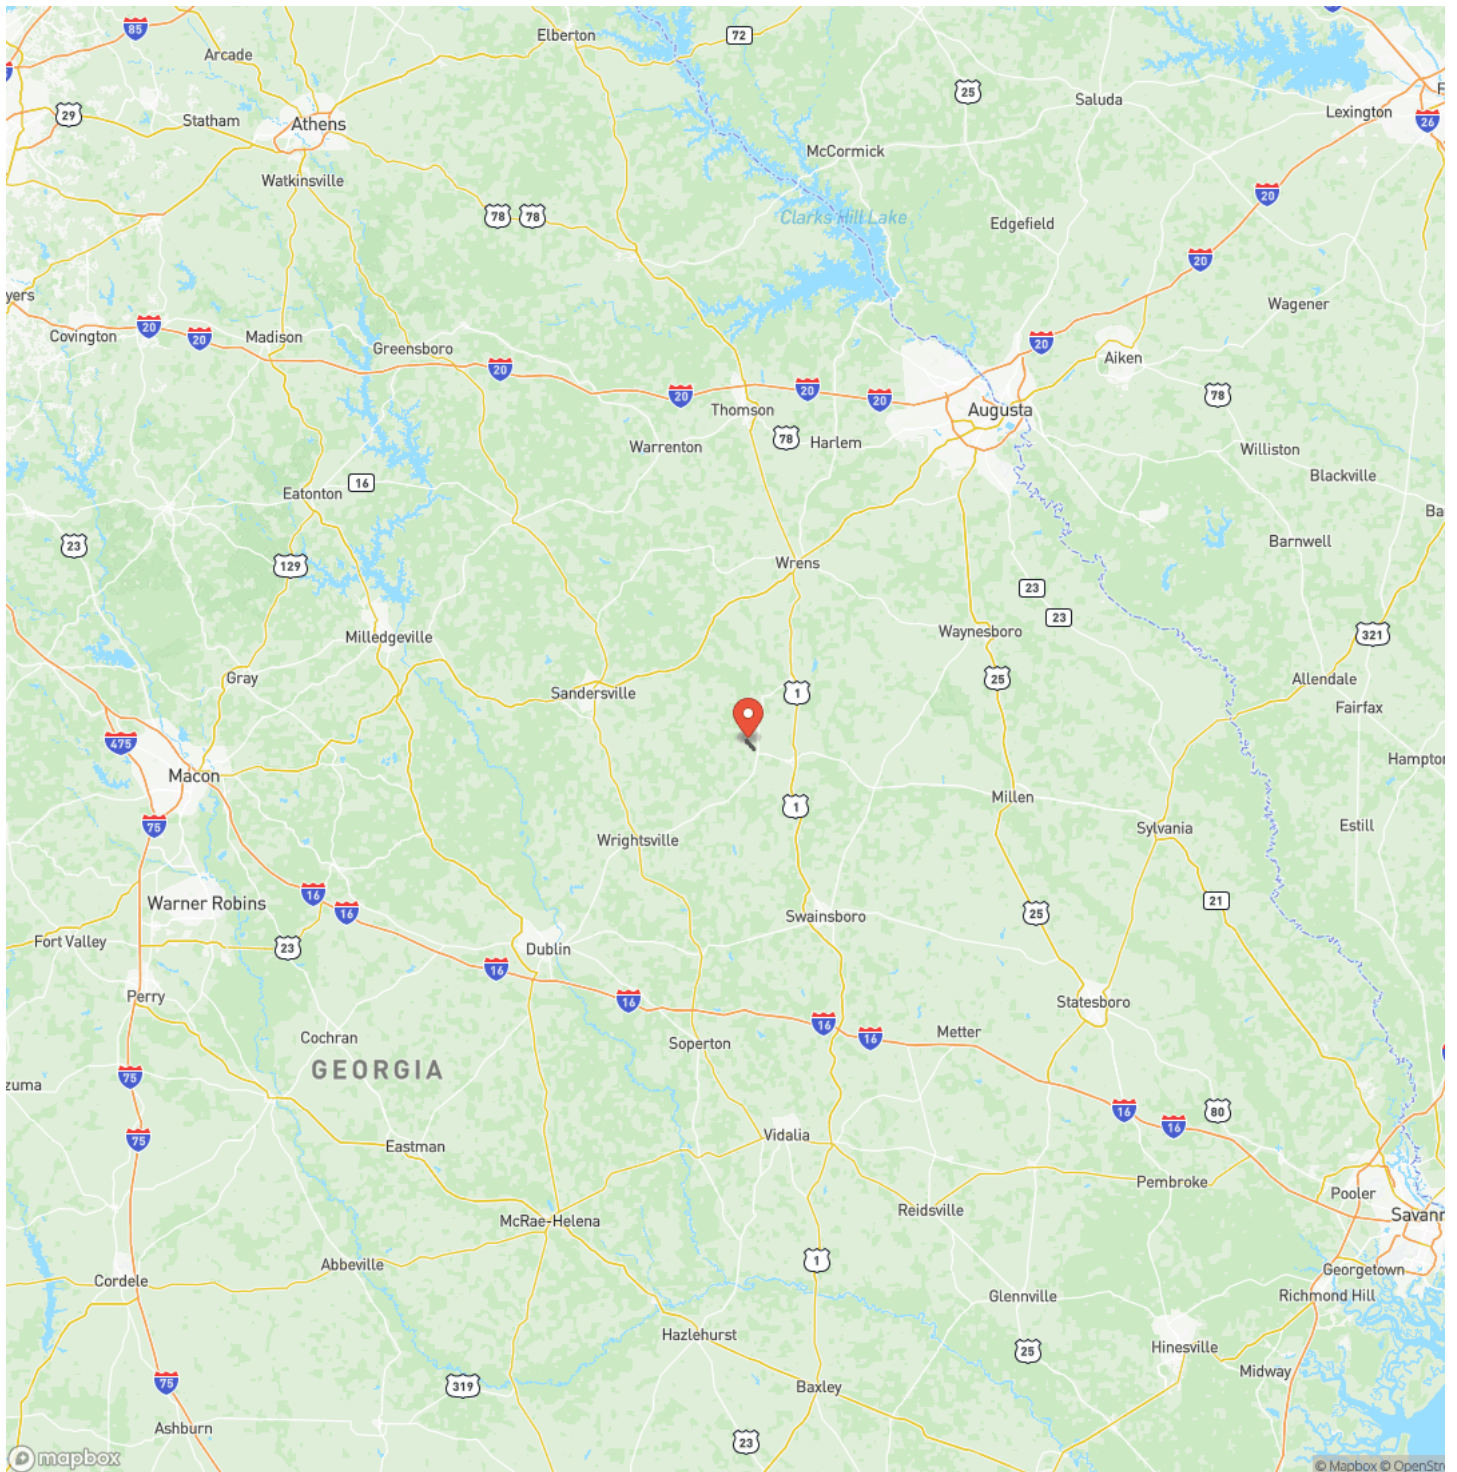 85
Elberton
72
Arcade
25
Saluda
Lexington
F
29
Statham
Athens
26
McCormick
Watkinsville
20
78
78
Clarks Hill Lake
Edgefield
20
yers
Wagener
Covington
20
20
Madison
Greensboro
20
Aiken
20
20
20
20
78
Thomson
Augusta
78
Harlem
Warrenton
Williston
Blackville
16
Eatonton
Ba
23
Barnwell
129
Wrens
23
23
Milledgeville
Waynesboro
321
Gray
Sandersville
1
25
Allendale
Fairfax
475
Hampton
Macon
Millen
1
75
Wrightsville
Sylvania
Estill
16
Warner Robins
16
Swainsboro
25
21
Fort Valley
23
Dublin
16
Perry
16
Statesboro
16
Cochran
Soperton
16
Metter
GEORGIA
75
zuma
16
80
75
Eastman
Vidalia
16
Pembroke
Pooler
McRae-Helena
Reidsville
Savann
Abbeville
1
Cordele
Georgetown
Glennville
Richmond Hill
Hazlehurst
25
Hinesville
Midway
75
319
Baxley
Ashburn
23
mapbox
© Mapbox © OpenStr